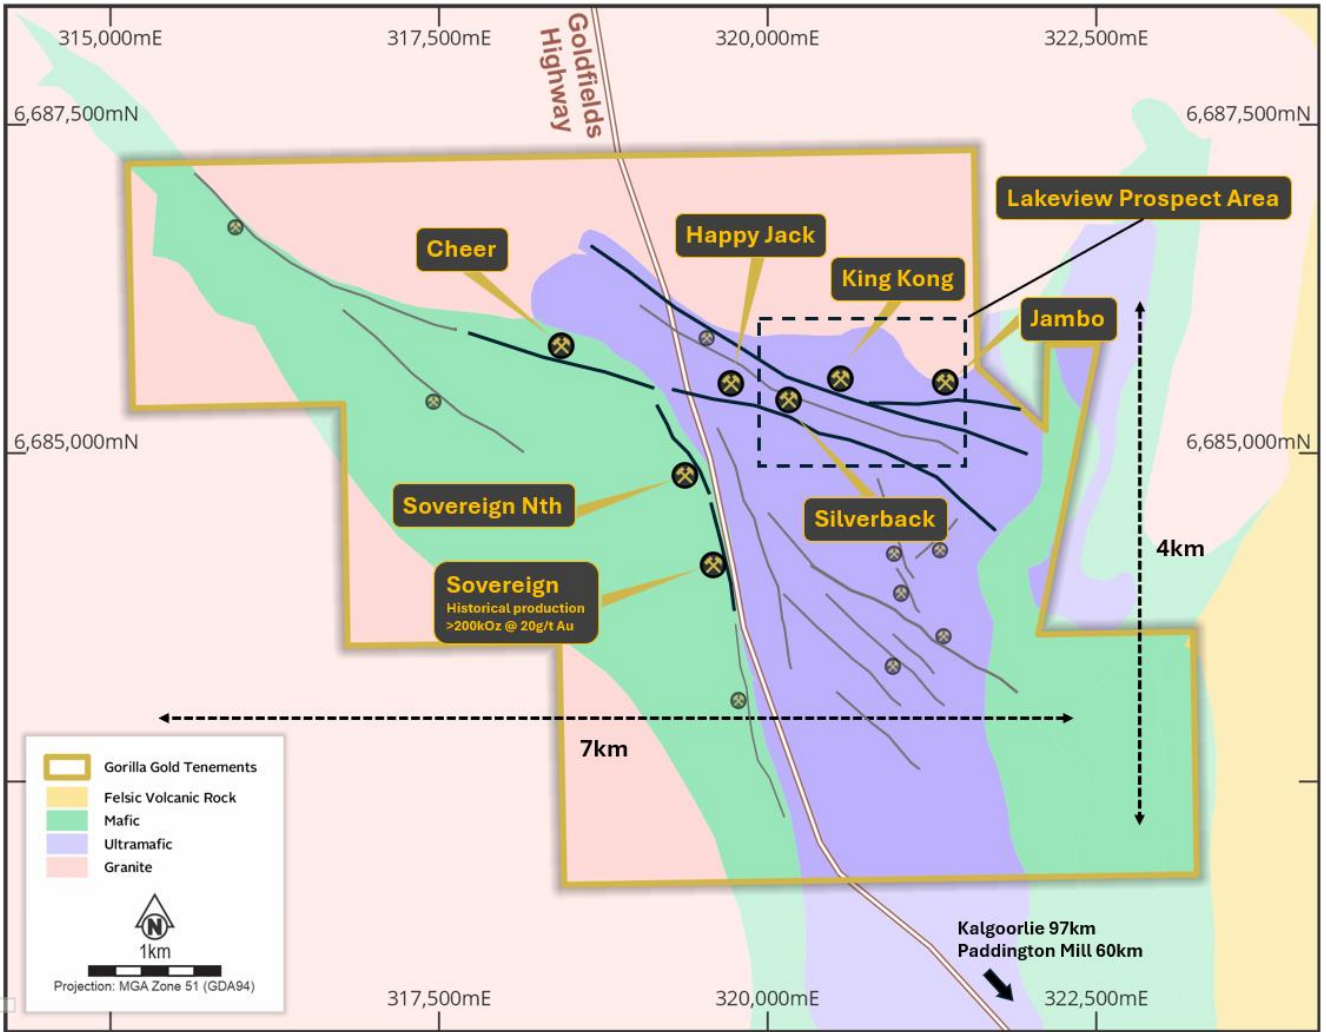 315,000mE
317,500mE
320,000mE
322,500mE
Goldfields
Highway
6,687,500mN
6,687,500mN
Lakeview Prospect Area
Happy Jack
Cheer
King Kong
Jambo
6,685,000mN
6,685,000mN
Sovereign Nth
Silverback
4km
Sovereign
Historical production
>200kOz @ 20g/t Au
7km
Gorilla Gold Tenements
Felsic Volcanic Rock
Mafic
Ultramafic
Granite
N
1km
Projection: MGA Zone 51 (GDA94)
Kalgoorlie 97km
Paddington Mill 60km
317,500mE
320,000mE
322,500mE